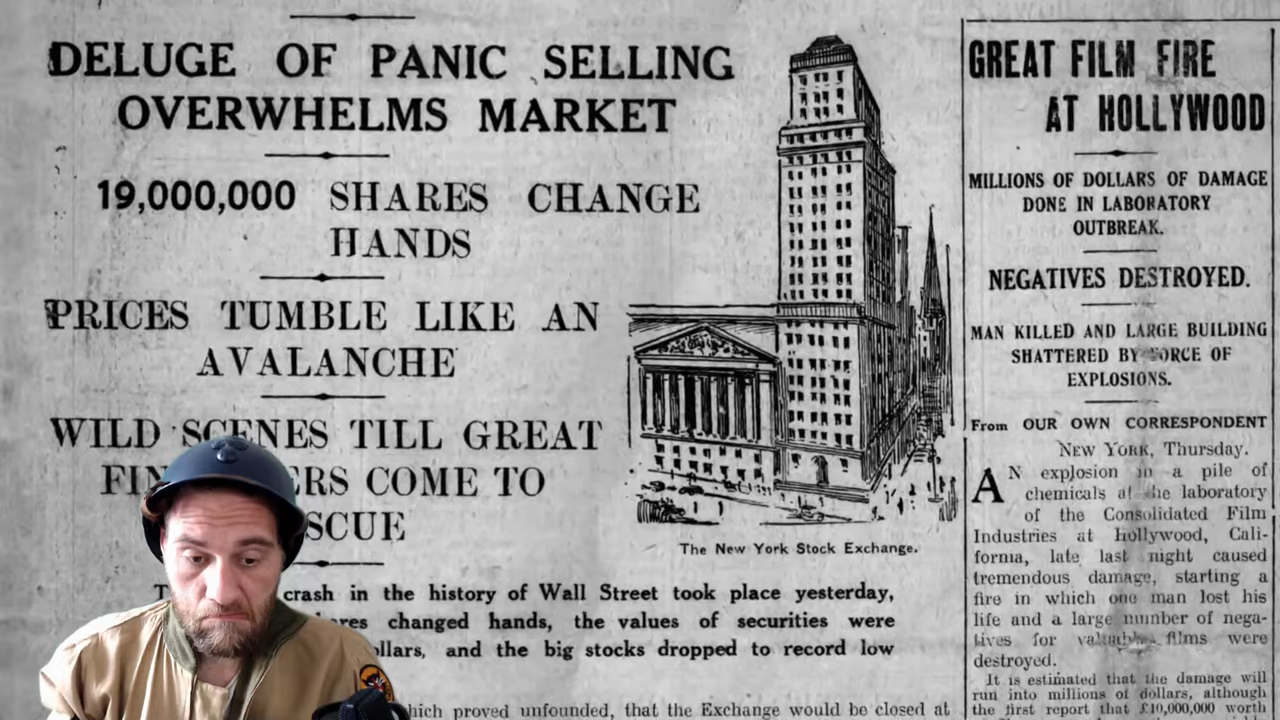 DELUGE OF PANIC SELLING
OVERWHELMS MARKET
19,000,000 SHARES CHANGE
HANDS
PRICES TUMBLE LIKE AN
AVALANCHE
WILD SCENES TILL GREAT
COME TO
The New York Stock Exchange.
crash in the history of Wall Street took place yesterday,
changed hands, the values of securities were
and the big stocks dropped to record low
which proved unfounded, that the Exchange would be closed at
GREAT FILM FIRE
AT HOLLYWOOD
MILLIONS OF DOLLARS OF DAMAGE
DONE IN LABORATORY
OUTBREAK.
NEGATIVES DESTROYED.
MAN KILLED AND LARGE BUILDING
SHATTERED BY FORCE OF
EXPLOSIONS.
From OUR OWN CORRESPONDENT
NEW YORK, Thursday.
AN explosion in a pile of
chemicals at the laboratory
of the Consolidated Film
Industries at Hollywood, Cali-
fornia, late last night caused
tremendous damage, starting a
fire in which one man lost his
life and a large number of nega-
tives for valuable films were
destroyed.
It is estimated that the damage will
run into millions of dollars, although
the first report that £10,000,000 worth